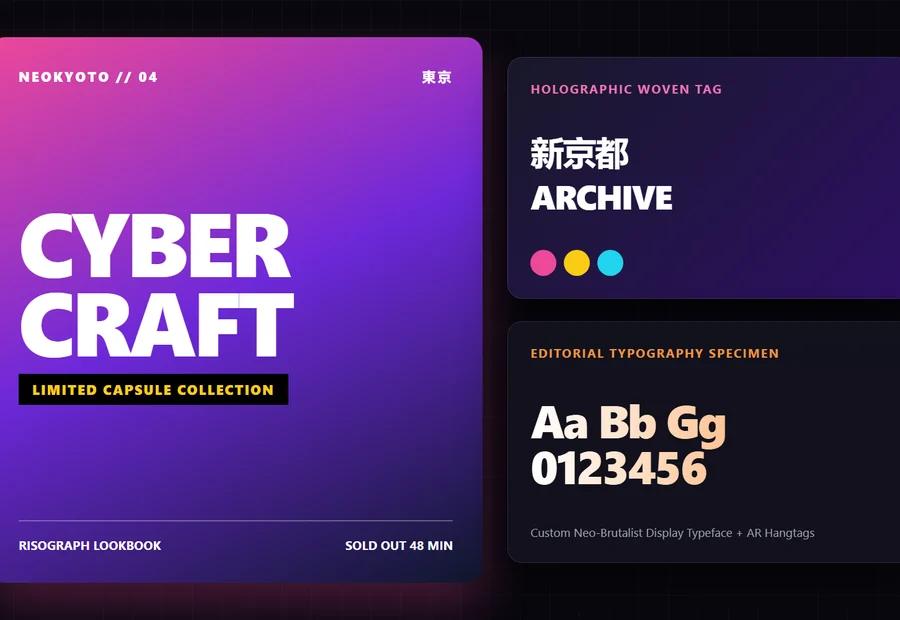 NEOKYOTO // 04
東京
CYBER
CRAFT
LIMITED CAPSULE COLLECTION
RISOGRAPH LOOKBOOK
SOLD OUT 48 MIN
HOLOGRAPHIC WOVEN TAG
新京都
ARCHIVE
EDITORIAL TYPOGRAPHY SPECIMEN
Aa Bb Gg
0123456
Custom Neo-Brutalist Display Typeface + AR Hangtags